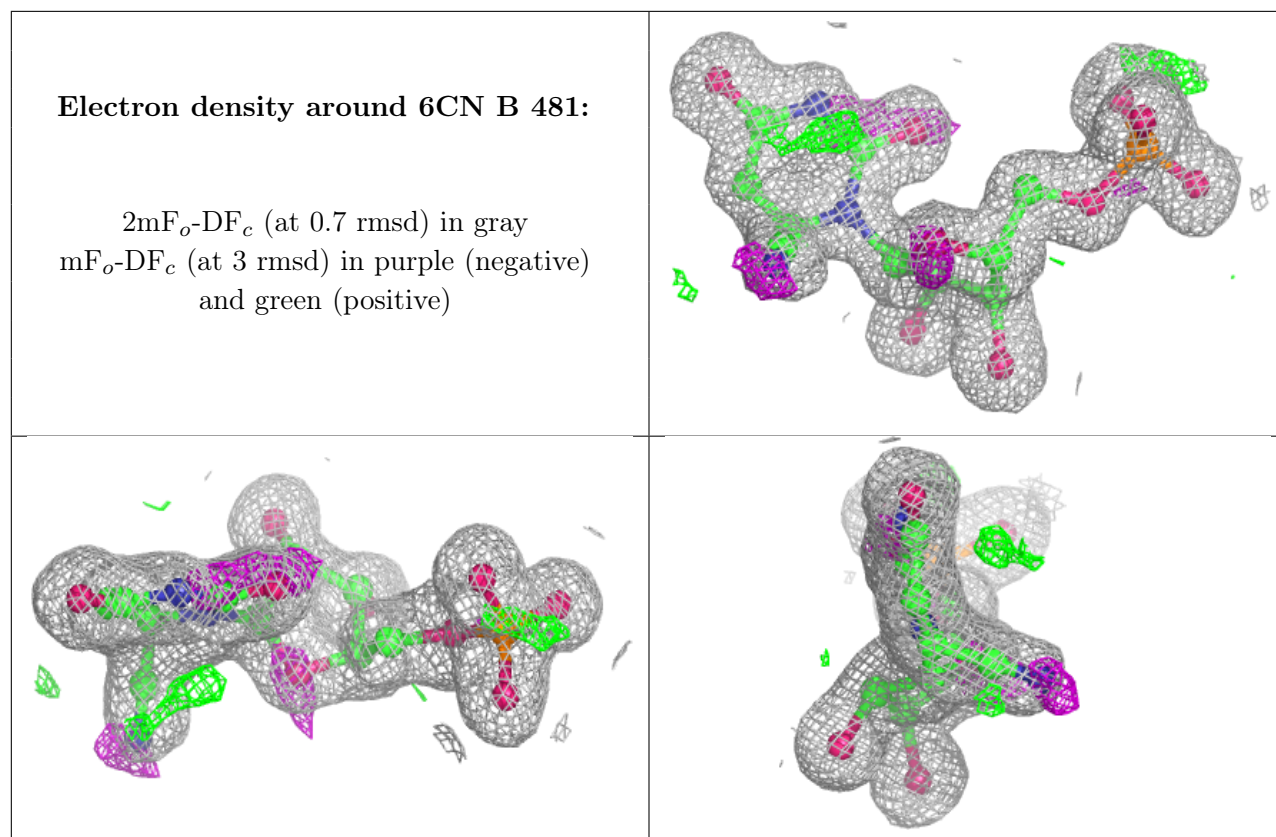 Electron density around 6CN B 481:
2mFₒ-DF𝒸 (at 0.7 rmsd) in gray
mFₒ-DF𝒸 (at 3 rmsd) in purple (negative)
and green (positive)